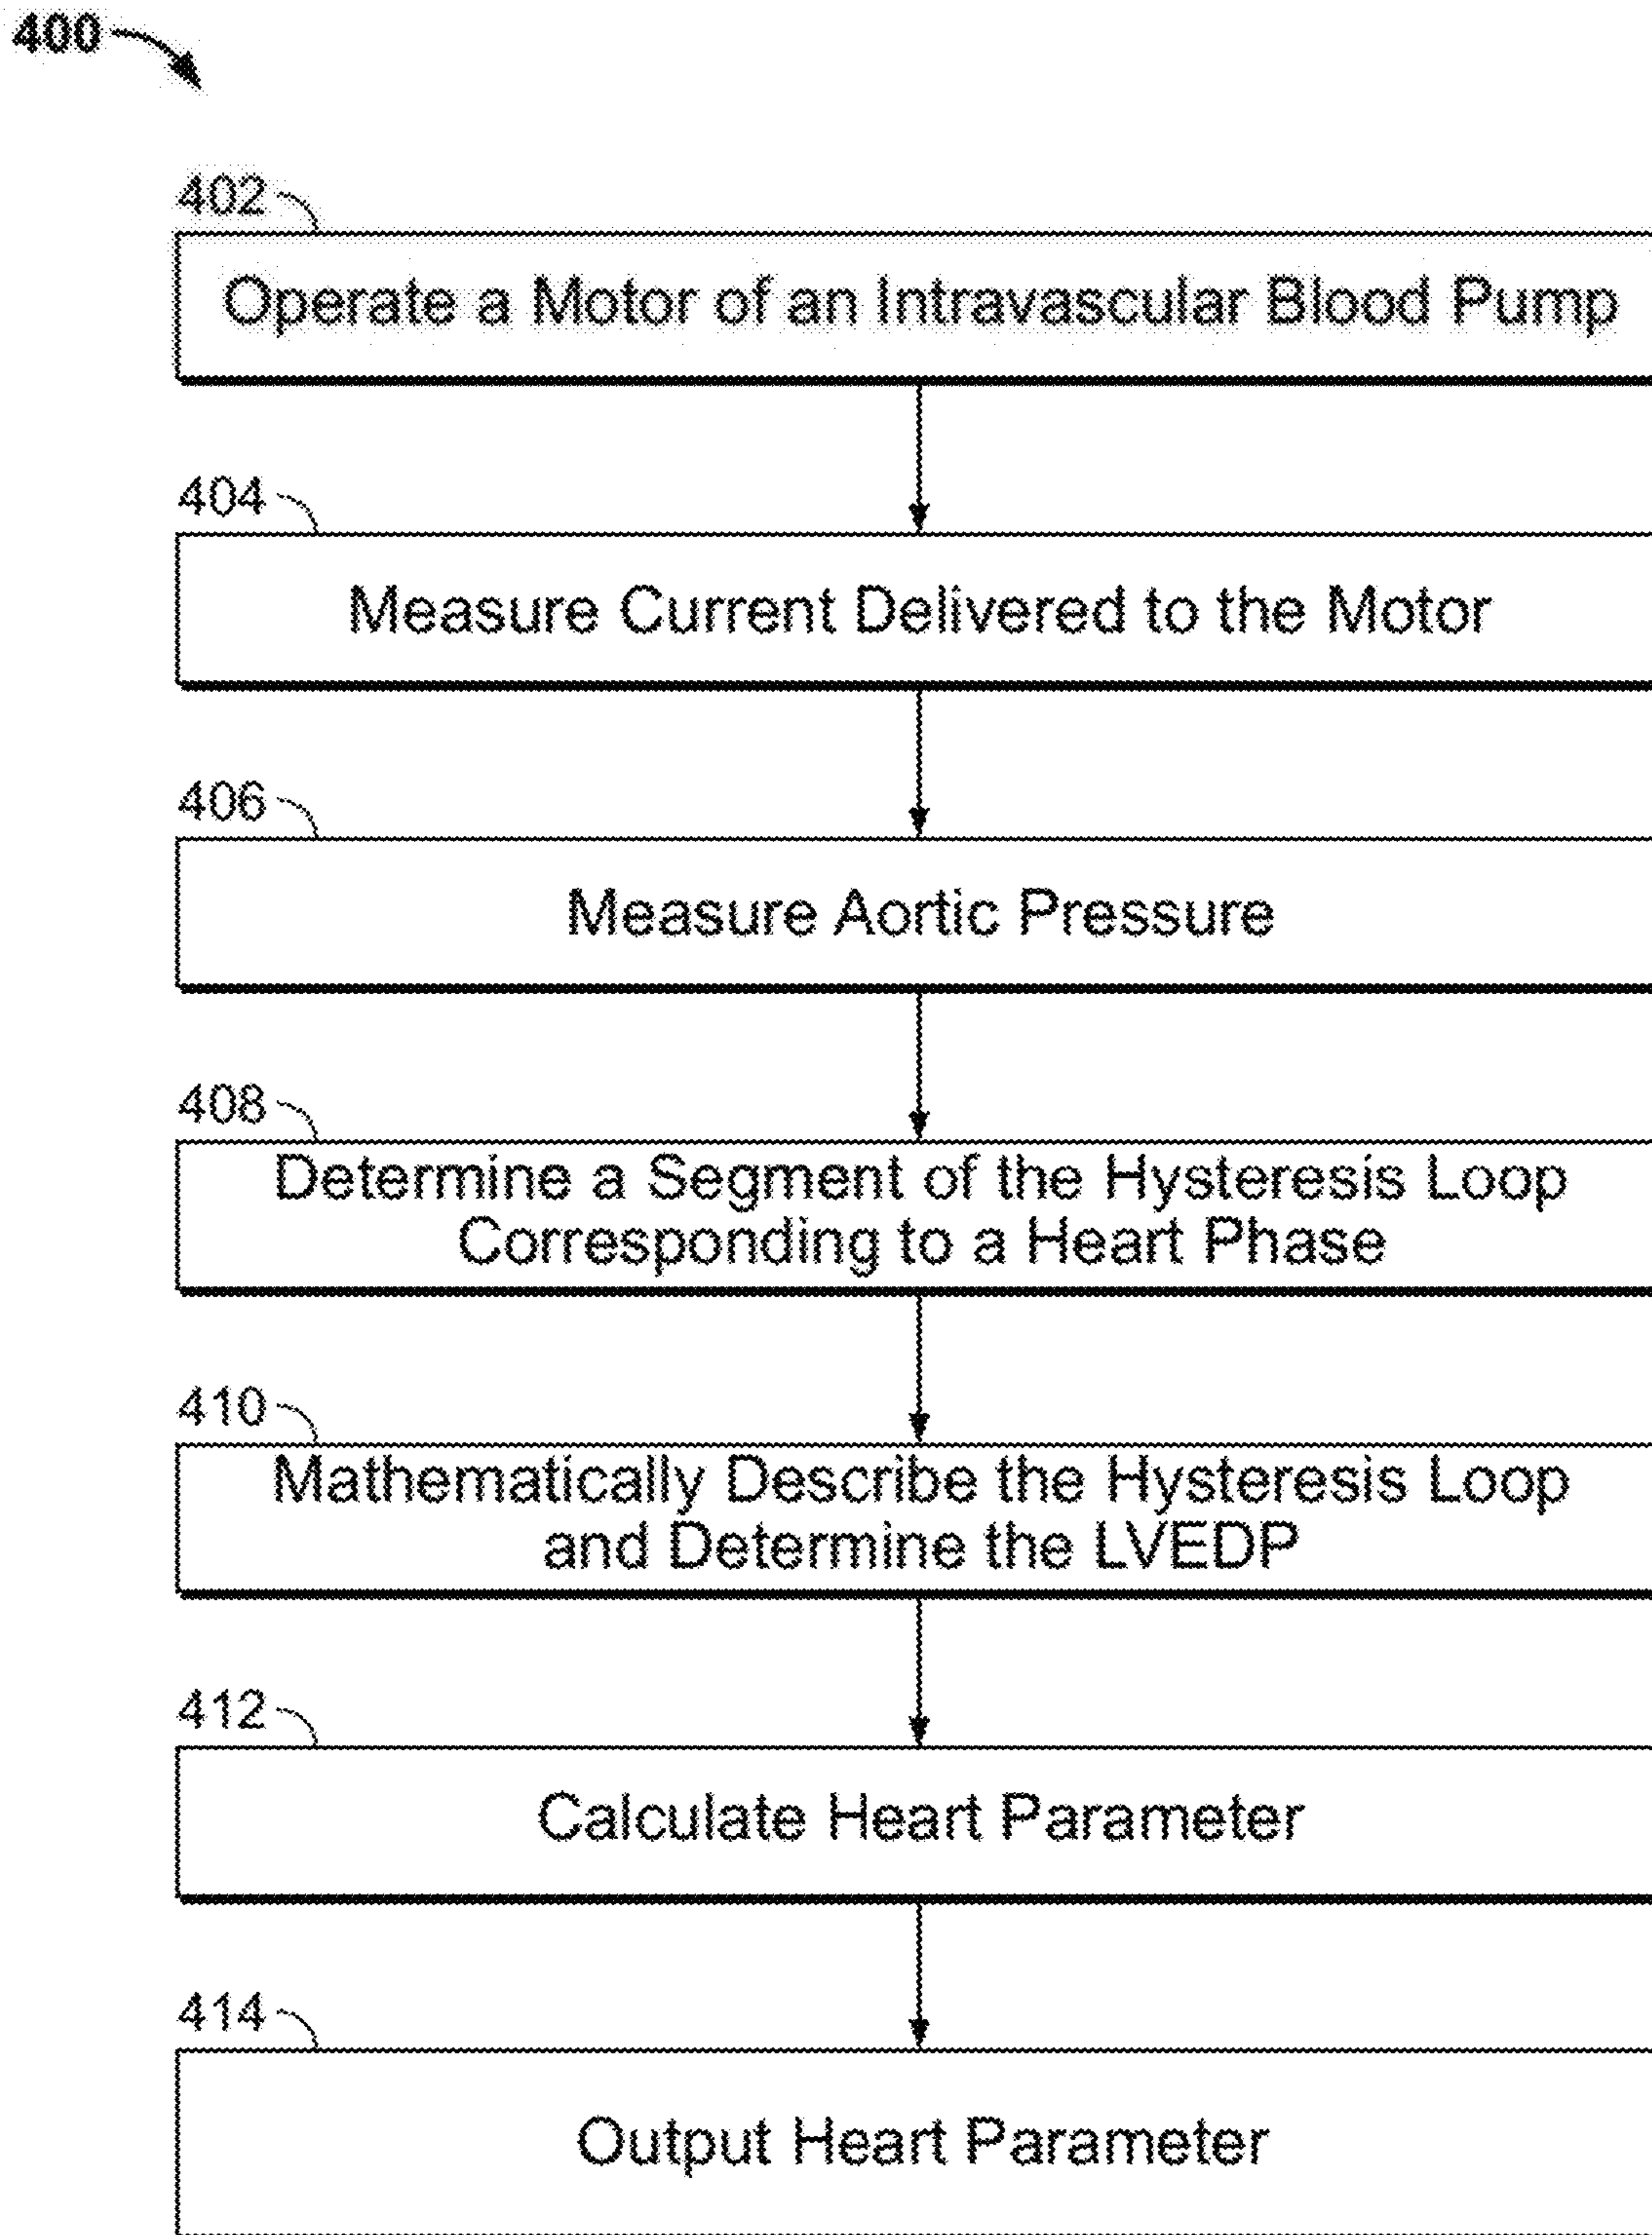 400
402
Operate a Motor of an Intravascular Blood Pump
404
Measure Current Delivered to the Motor
406
Measure Aortic Pressure
408
Determine a Segment of the Hysteresis Loop
Corresponding to a Heart Phase
410
Mathematically Describe the Hysteresis Loop
and Determine the LVEDP
412
Calculate Heart Parameter
414
Output Heart Parameter